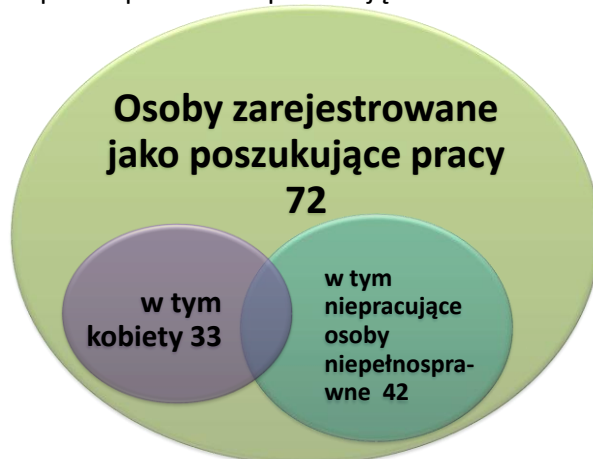 Osoby zarejestrowane
jako poszukujące pracy
72
w tym
kobiety 33
w tym
niepracujące
osoby
niepełnospra-
wne 42